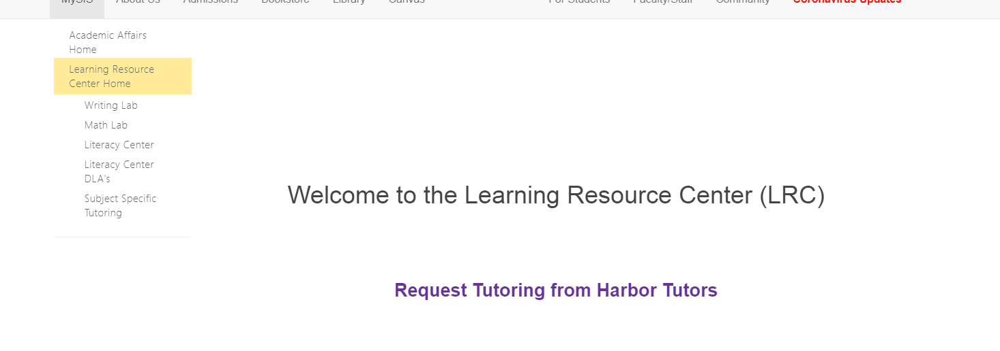 MySIS About Us Admissions Bookstore Library Canvas For Students Faculty/Staff Community Coronavirus Updates
Academic Affairs
Home
Learning Resource
Center Home
Writing Lab
Math Lab
Literacy Center
Literacy Center
DLA's
Subject Specific
Tutoring
Welcome to the Learning Resource Center (LRC)
Request Tutoring from Harbor Tutors